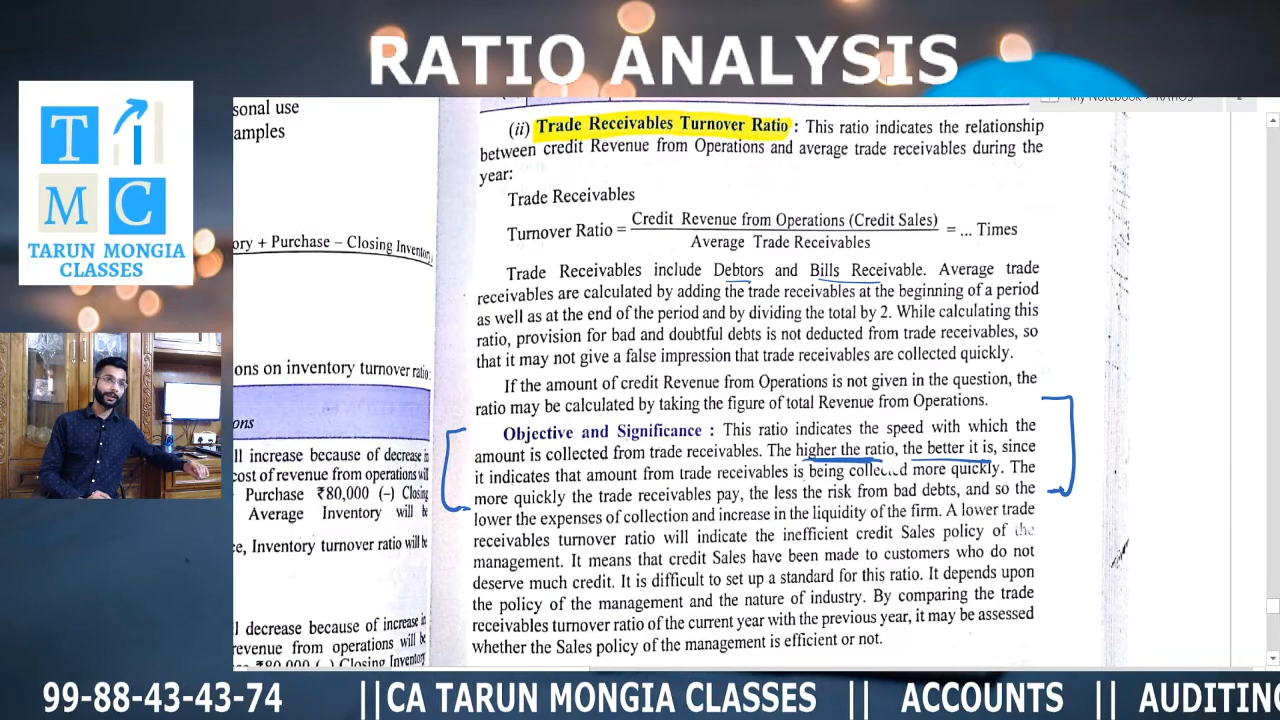 RATIO ANALYSIS
T
M C
TARUN MONGIA
CLASSES
sonal use
amples
ory + Purchase – Closing Inventory
ons on inventory turnover ratio:
ons
ll increase because of decrease in
cost of revenue from operations will
Purchase ₹80,000 (–) Closing
Average Inventory will be
ce, Inventory turnover ratio will be
l decrease because of increase in
revenue from operations will be
₹80,000 (–) Closing Inventory
My Notebook > RATIOS
(ii) Trade Receivables Turnover Ratio : This ratio indicates the relationship
between credit Revenue from Operations and average trade receivables during the
year:
Trade Receivables
Turnover Ratio = Credit Revenue from Operations (Credit Sales) = ... Times
Average Trade Receivables
Trade Receivables include Debtors and Bills Receivable. Average trade
receivables are calculated by adding the trade receivables at the beginning of a period
as well as at the end of the period and by dividing the total by 2. While calculating this
ratio, provision for bad and doubtful debts is not deducted from trade receivables, so
that it may not give a false impression that trade receivables are collected quickly.
If the amount of credit Revenue from Operations is not given in the question, the
ratio may be calculated by taking the figure of total Revenue from Operations.
Objective and Significance : This ratio indicates the speed with which the
amount is collected from trade receivables. The higher the ratio, the better it is, since
it indicates that amount from trade receivables is being collected more quickly. The
more quickly the trade receivables pay, the less the risk from bad debts, and so the
lower the expenses of collection and increase in the liquidity of the firm. A lower trade
receivables turnover ratio will indicate the inefficient credit Sales policy of the
management. It means that credit Sales have been made to customers who do not
deserve much credit. It is difficult to set up a standard for this ratio. It depends upon
the policy of the management and the nature of industry. By comparing the trade
receivables turnover ratio of the current year with the previous year, it may be assessed
whether the Sales policy of the management is efficient or not.
99-88-43-43-74 ||CA TARUN MONGIA CLASSES || ACCOUNTS || AUDITING